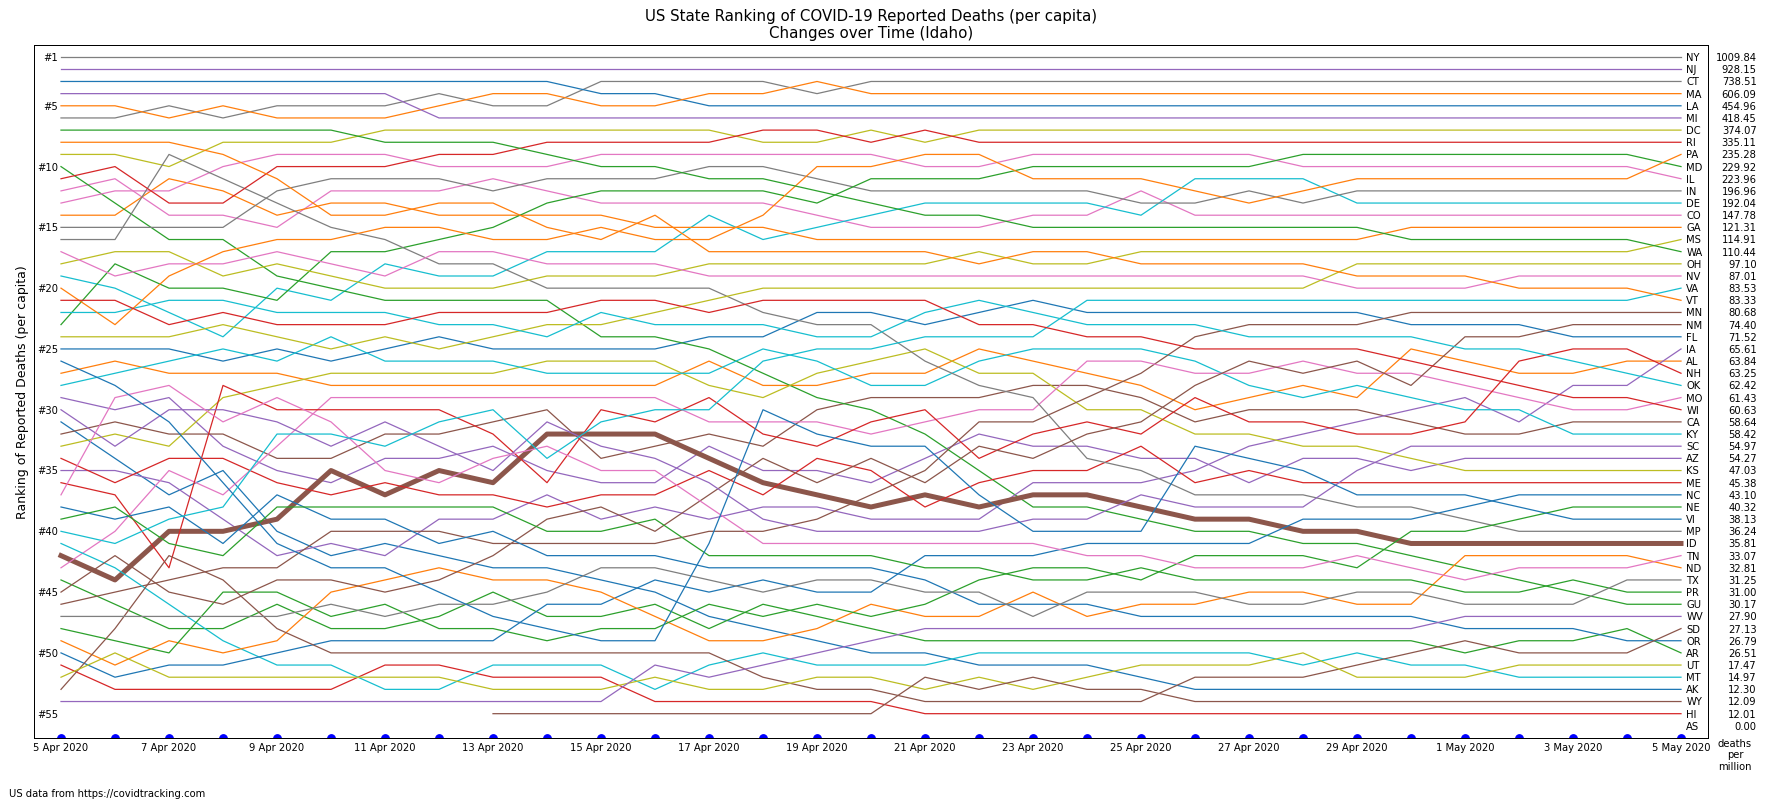 US State Ranking of COVID-19 Reported Deaths (per capita)
Changes over Time (Idaho)
Ranking of Reported Deaths (per capita)
#1
#5
#10
#15
#20
#25
#30
#35
#40
#45
#50
#55
NY 1009.84
NJ 928.15
CT 738.51
MA 606.09
LA 454.96
MI 418.45
DC 374.07
RI 335.11
PA 235.28
MD 229.92
IL 223.96
IN 196.96
DE 192.04
CO 147.78
GA 121.31
MS 114.91
WA 110.44
OH 97.10
NV 87.01
VA 83.53
VT 83.33
MN 80.68
NM 74.40
FL 71.52
IA 65.61
AL 63.84
NH 63.25
OK 62.42
MO 61.43
WI 60.63
CA 58.64
KY 58.42
SC 54.97
AZ 54.27
KS 47.03
ME 45.38
NC 43.10
NE 40.32
VI 38.13
MP 36.24
ID 35.81
TN 33.07
ND 32.81
TX 31.25
PR 31.00
GU 30.17
WV 27.90
SD 27.13
OR 26.79
AR 26.51
UT 17.47
MT 14.97
AK 12.30
WY 12.09
HI 12.01
AS 0.00
5 Apr 2020 7 Apr 2020 9 Apr 2020 11 Apr 2020 13 Apr 2020 15 Apr 2020 17 Apr 2020 19 Apr 2020 21 Apr 2020 23 Apr 2020 25 Apr 2020 27 Apr 2020 29 Apr 2020 1 May 2020 3 May 2020 5 May 2020
deaths
per
million
US data from https://covidtracking.com